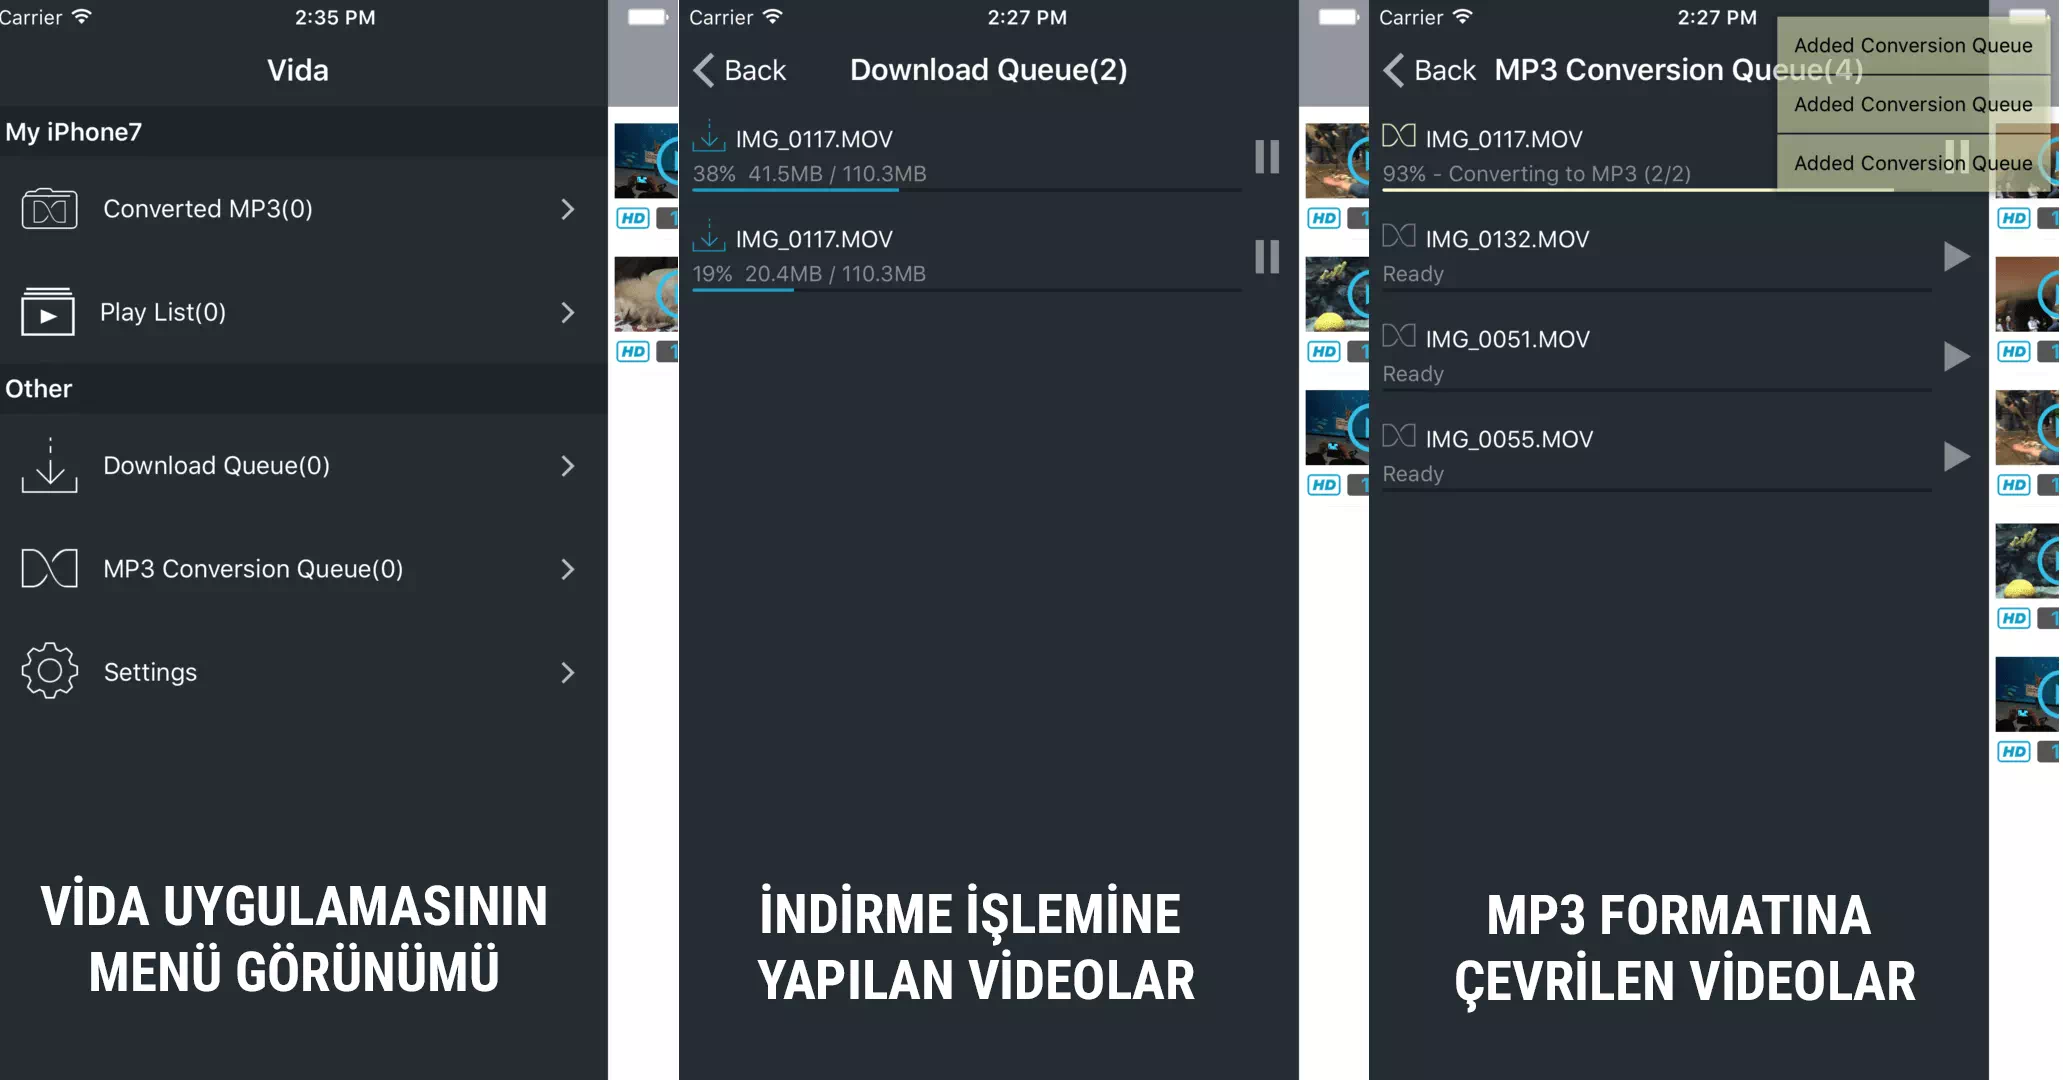 Carrier
2:35 PM
Vida
My iPhone7
Converted MP3(0)
Play List(0)
Other
Download Queue(0)
MP3 Conversion Queue(0)
Settings
HD
HD
VİDA UYGULAMASININ
MENÜ GÖRÜNÜMÜ
Carrier
2:27 PM
Back
Download Queue(2)
IMG_0117.MOV
38% 41.5MB / 110.3MB
IMG_0117.MOV
19% 20.4MB / 110.3MB
HD
HD
HD
İNDİRME İŞLEMİNE
YAPILAN VİDEOLAR
Carrier
2:27 PM
Back
MP3 Conversion Queue(4)
Added Conversion Queue
Added Conversion Queue
Added Conversion Queue
IMG_0117.MOV
93% - Converting to MP3 (2/2)
IMG_0132.MOV
Ready
IMG_0051.MOV
Ready
IMG_0055.MOV
Ready
HD
HD
HD
HD
HD
MP3 FORMATINA
ÇEVRİLEN VİDEOLAR